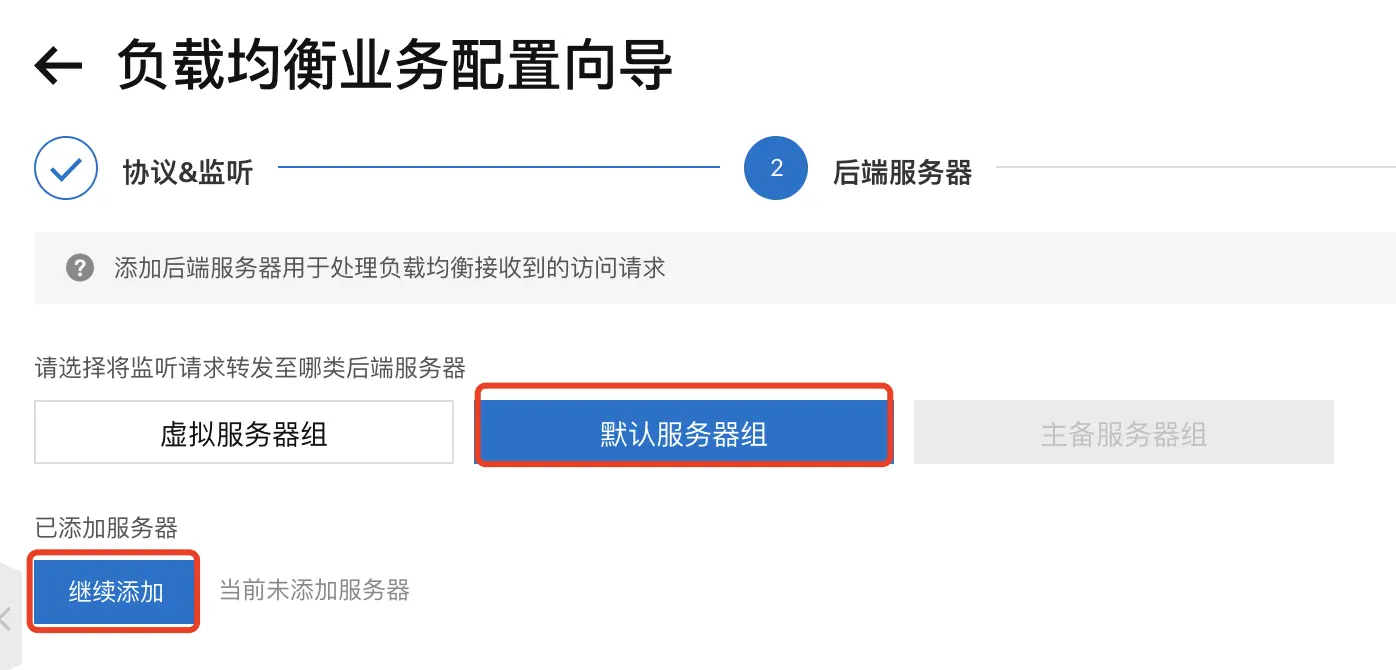 负载均衡业务配置向导
协议&监听
2 后端服务器
? 添加后端服务器用于处理负载均衡接收到的访问请求
请选择将监听请求转发至哪类后端服务器
虚拟服务器组 默认服务器组 主备服务器组
已添加服务器
继续添加 当前未添加服务器